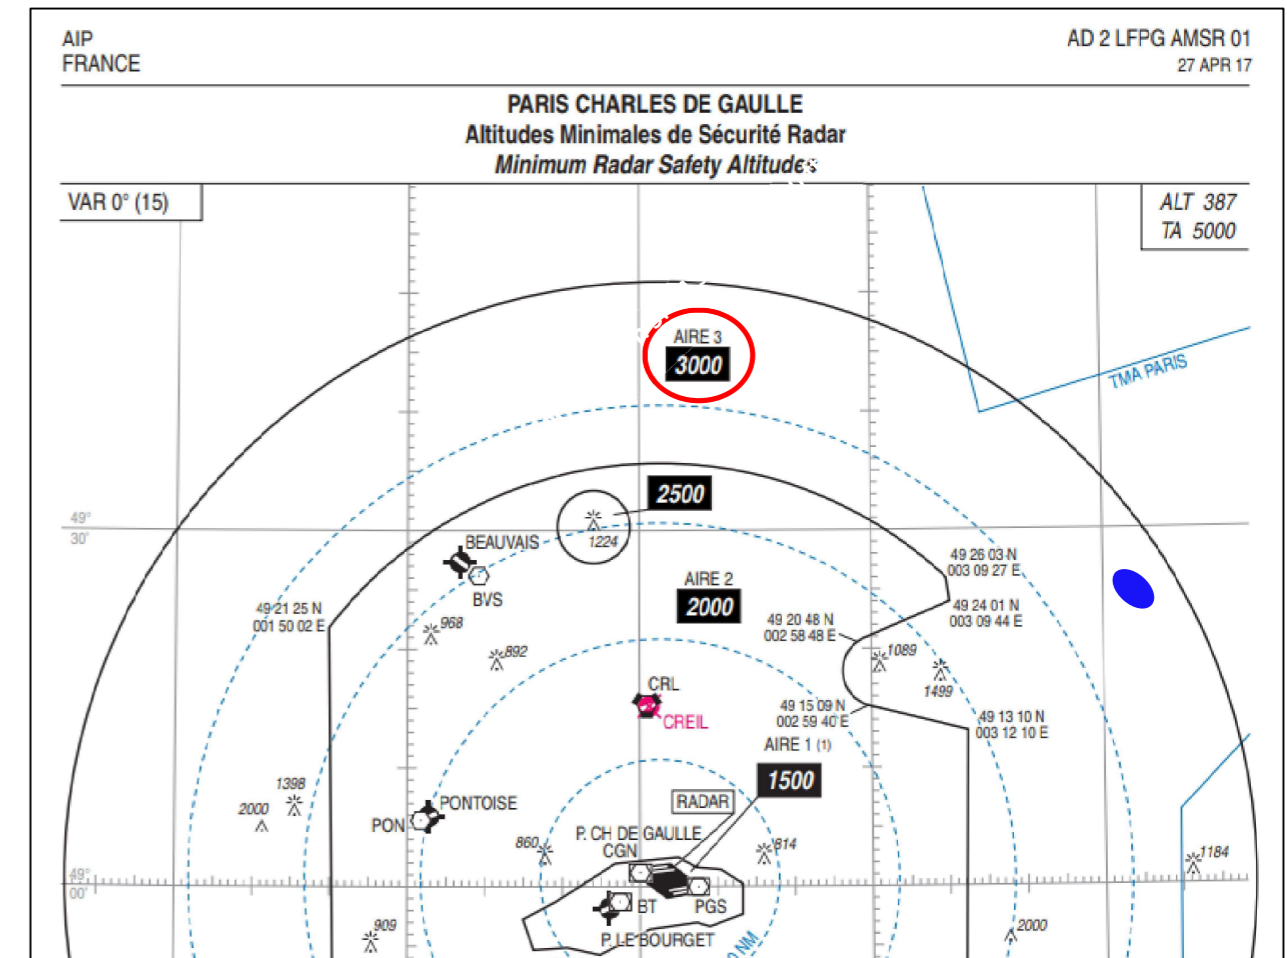 AIP
FRANCE
AD 2 LFPG AMSR 01
27 APR 17
PARIS CHARLES DE GAULLE
Altitudes Minimales de Sécurité Radar
Minimum Radar Safety Altitudes
VAR 0° (15)
ALT 387
TA 5000
AIRE 3
3000
TMA PARIS
2500
49°
30'
1224
BEAUVAIS
BVS
49 26 03 N
003 09 27 E
AIRE 2
2000
49 21 25 N
001 50 02 E
968
892
49 20 48 N
002 58 48 E
49 24 01 N
003 09 44 E
1089
1499
CRL
CREIL
49 15 09 N
002 59 40 E
49 13 10 N
003 12 10 E
AIRE 1 (1)
1500
1398
2000
PON
PONTOISE
RADAR
P. CH DE GAULLE
CGN
860
814
1184
49°
00'
BT
PGS
909
P. LE BOURGET
2000
NM